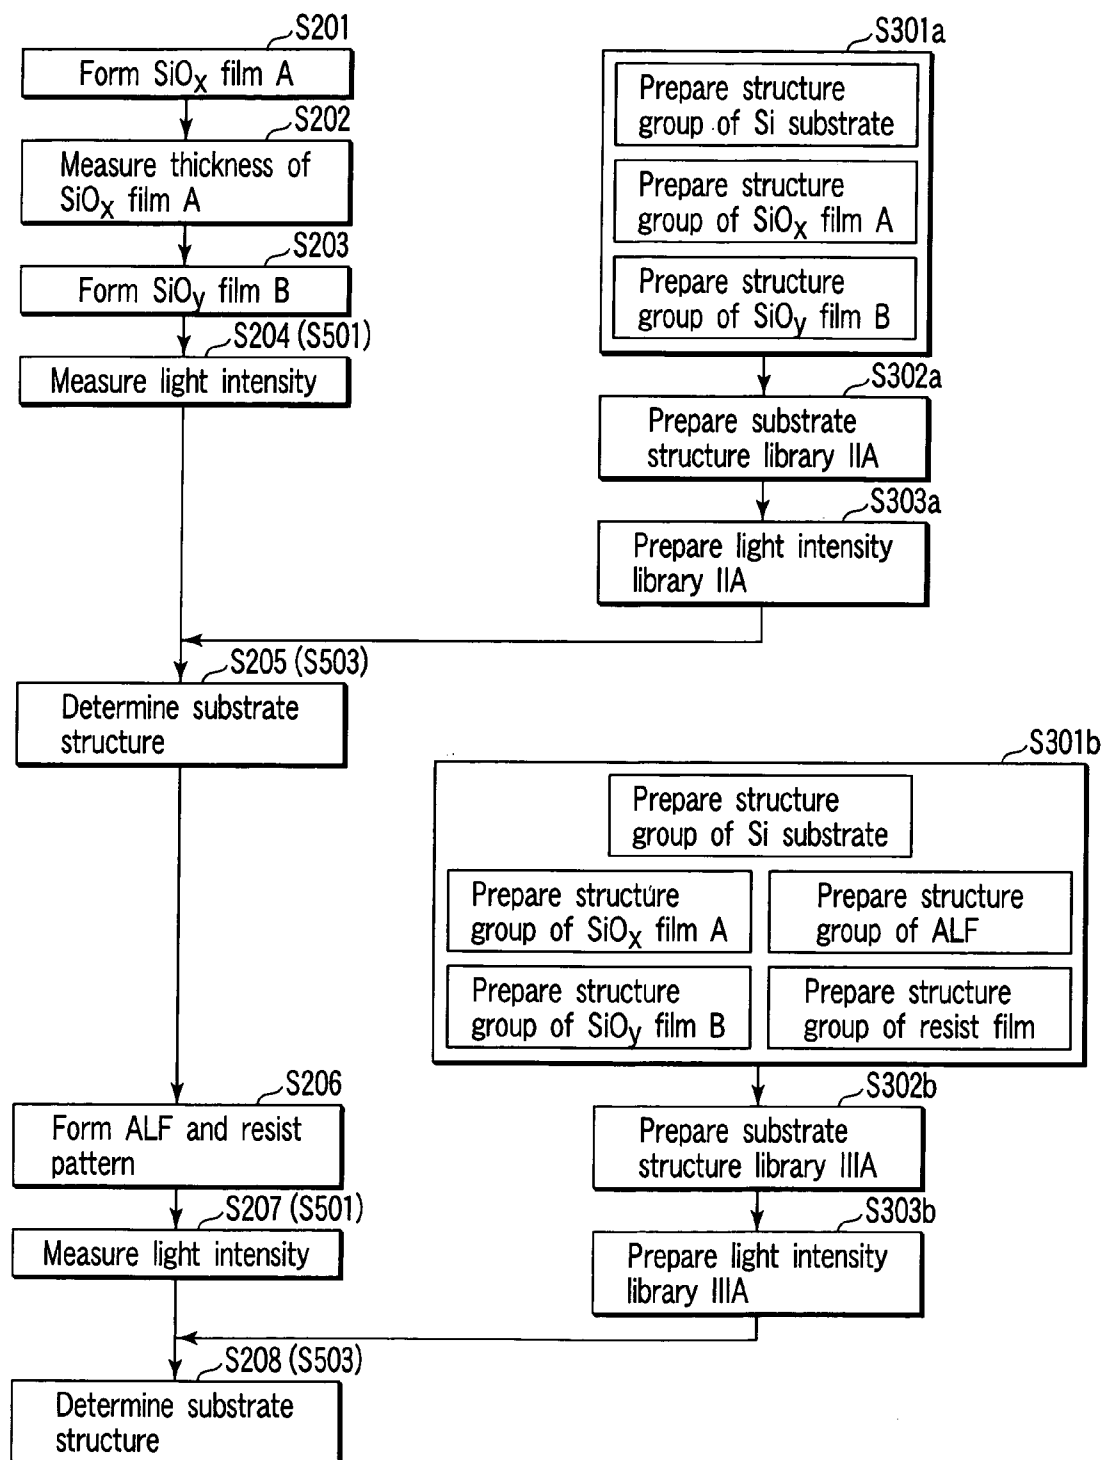 S201
Form SiOx film A
S202
Measure thickness of
SiOx film A
S203
Form SiOy film B
S204 (S501)
Measure light intensity
S301a
Prepare structure
group of Si substrate
Prepare structure
group of SiOx film A
Prepare structure
group of SiOy film B
S302a
Prepare substrate
structure library IIA
S303a
Prepare light intensity
library IIA
S205 (S503)
Determine substrate
structure
S301b
Prepare structure
group of Si substrate
Prepare structure
group of SiOx film A
Prepare structure
group of ALF
Prepare structure
group of SiOy film B
Prepare structure
group of resist film
S206
Form ALF and resist
pattern
S302b
Prepare substrate
structure library IIIA
S207 (S501)
Measure light intensity
S303b
Prepare light intensity
library IIIA
S208 (S503)
Determine substrate
structure